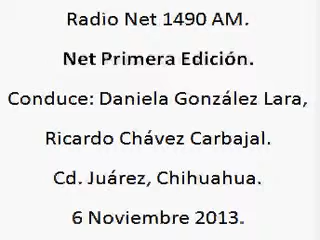 Radio Net 1490 AM.
Net Primera Edición.
Conduce: Daniela González Lara,
Ricardo Chávez Carbajal.
Cd. Juárez, Chihuahua.
6 Noviembre 2013.